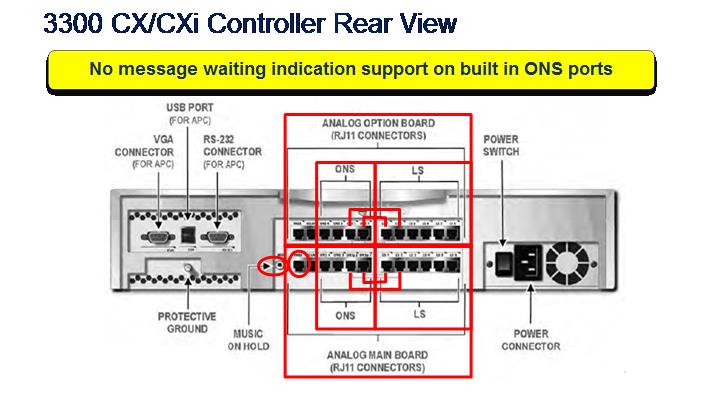 3300 CX/CXi Controller Rear View
No message waiting indication support on built in ONS ports
USB PORT
(FOR APC)
VGA
CONNECTOR
(FOR APC)
RS-232
CONNECTOR
(FOR APC)
ANALOG OPTION BOARD
(RJ11 CONNECTORS)
POWER
SWITCH
ONS
LS
PROTECTIVE
GROUND
MUSIC
ON HOLD
ONS
LS
ANALOG MAIN BOARD
(RJ11 CONNECTORS)
POWER
CONNECTOR